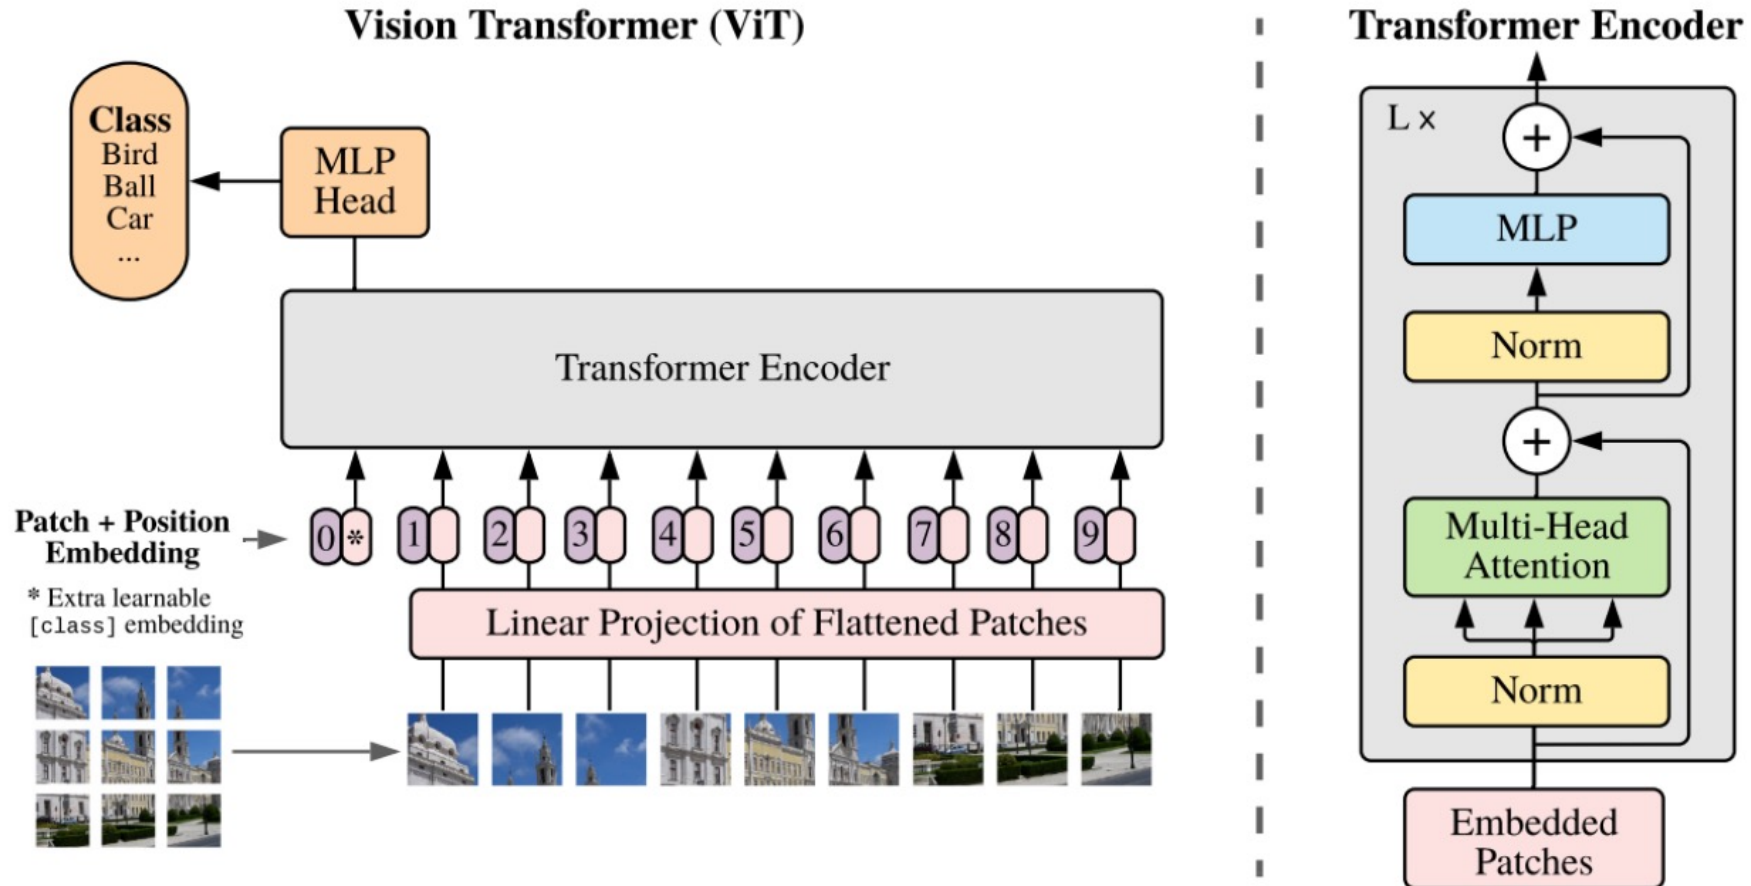 Vision Transformer (ViT)
Class
Bird
Ball
Car
...
MLP
Head
Transformer Encoder
Patch + Position
Embedding
* Extra learnable
[class] embedding
0 * 1 2 3 4 5 6 7 8 9
Linear Projection of Flattened Patches
Transformer Encoder
L x
+
MLP
Norm
+
Multi-Head
Attention
Norm
Embedded
Patches